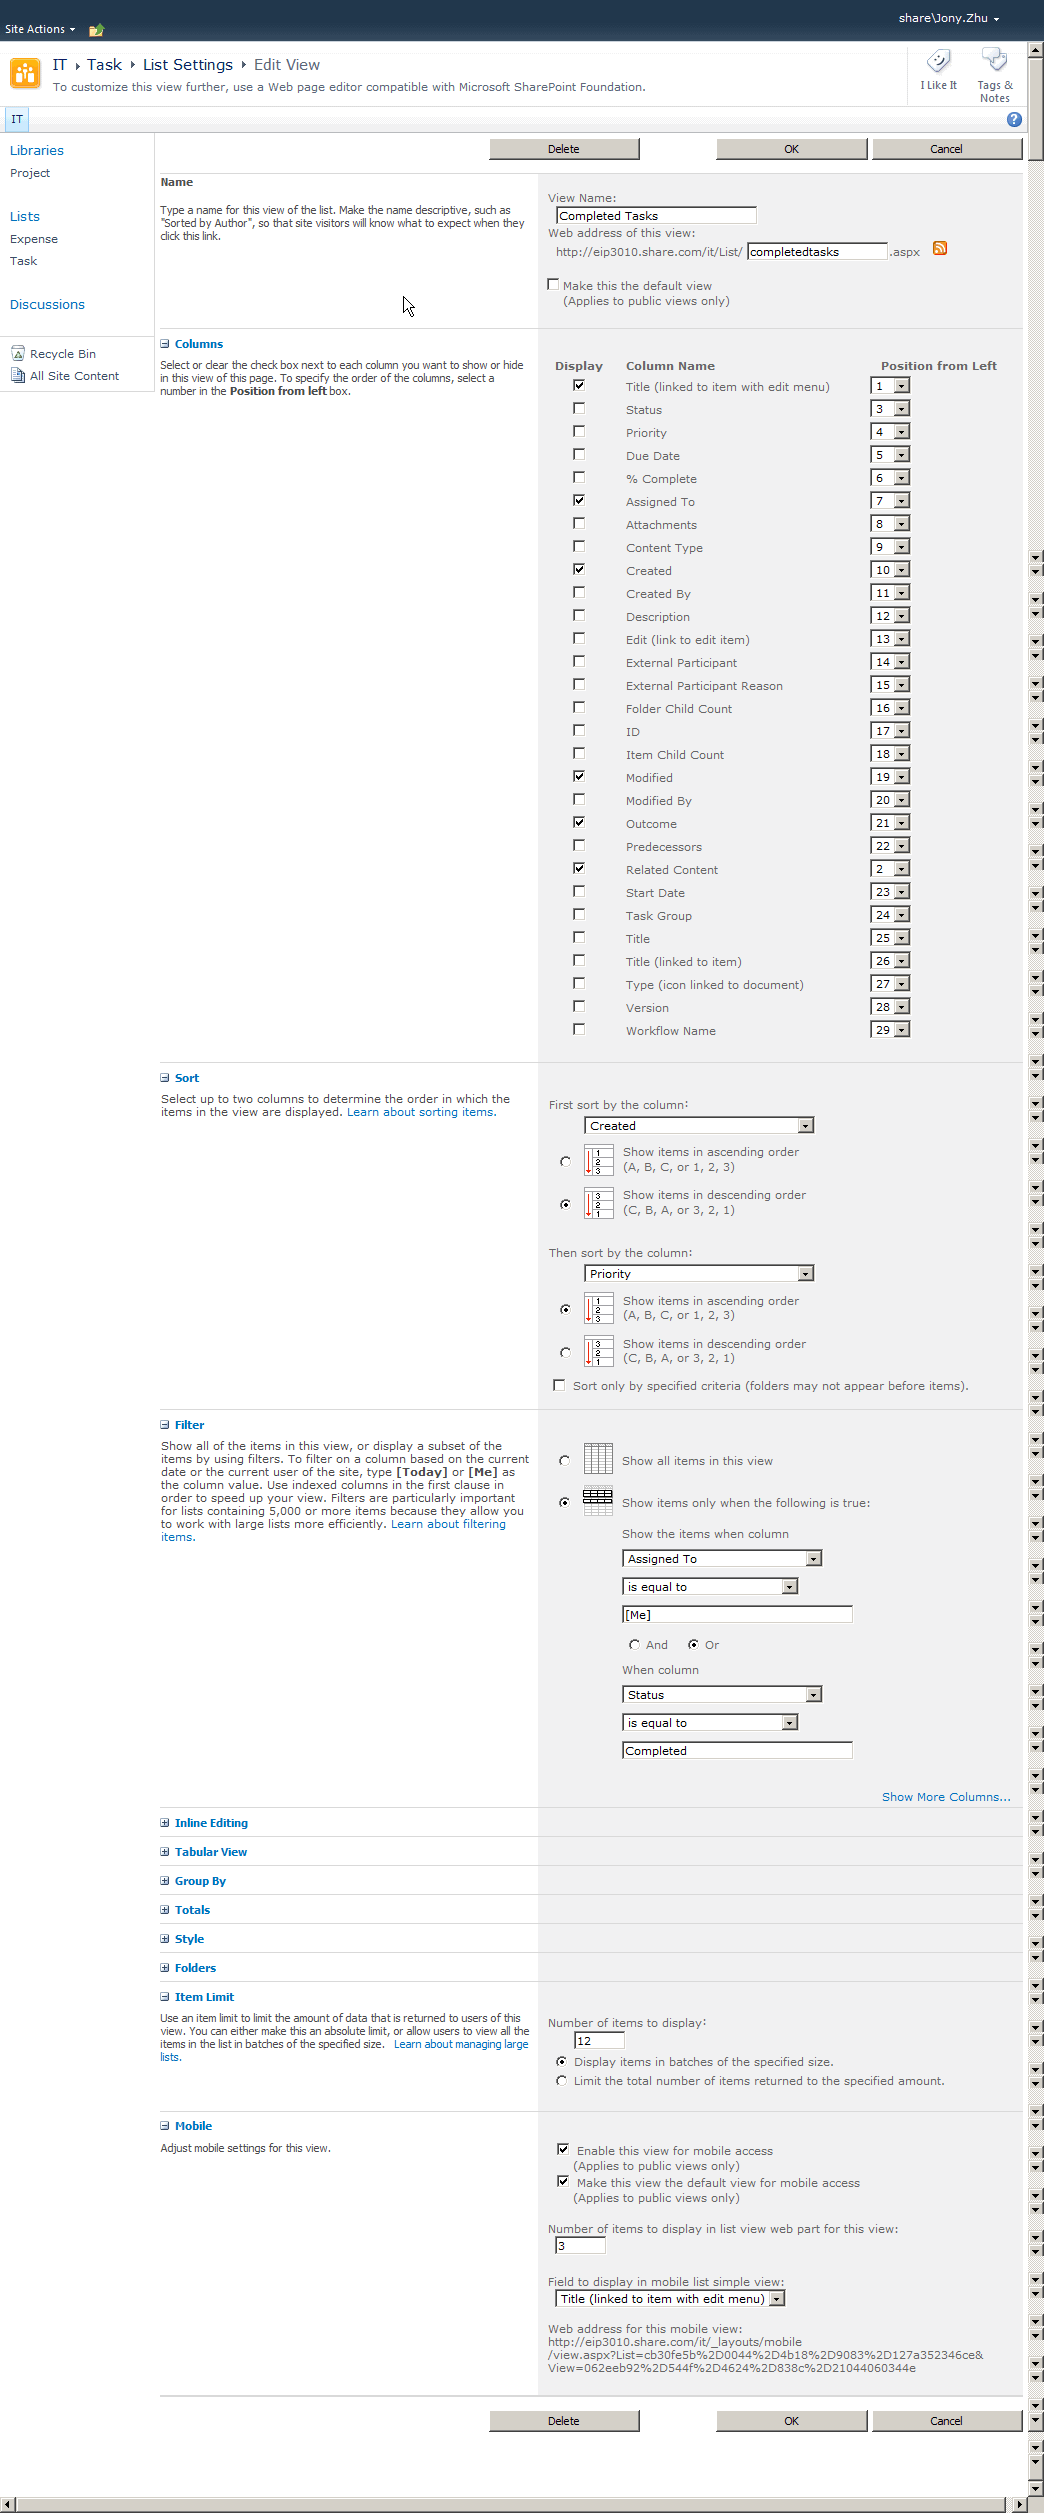 share\Jony.Zhu
Site Actions
IT ▸ Task ▸ List Settings ▸ Edit View
To customize this view further, use a Web page editor compatible with Microsoft SharePoint Foundation.
I Like It
Tags &
Notes
IT
Libraries
Project
Lists
Expense
Task
Discussions
Recycle Bin
All Site Content
Delete
OK
Cancel
Name
Type a name for this view of the list. Make the name descriptive, such as
"Sorted by Author", so that site visitors will know what to expect when they
click this link.
View Name:
Completed Tasks
Web address of this view:
http://eip3010.share.com/it/List/ completedtasks .aspx
Make this the default view
(Applies to public views only)
Columns
Select or clear the check box next to each column you want to show or hide
in this view of this page. To specify the order of the columns, select a
number in the Position from left box.
Display Column Name Position from Left
Title (linked to item with edit menu) 1
Status 3
Priority 4
Due Date 5
% Complete 6
Assigned To 7
Attachments 8
Content Type 9
Created 10
Created By 11
Description 12
Edit (link to edit item) 13
External Participant 14
External Participant Reason 15
Folder Child Count 16
ID 17
Item Child Count 18
Modified 19
Modified By 20
Outcome 21
Predecessors 22
Related Content 2
Start Date 23
Task Group 24
Title 25
Title (linked to item) 26
Type (icon linked to document) 27
Version 28
Workflow Name 29
Sort
Select up to two columns to determine the order in which the
items in the view are displayed. Learn about sorting items.
First sort by the column:
Created
Show items in ascending order
(A, B, C, or 1, 2, 3)
Show items in descending order
(C, B, A, or 3, 2, 1)
Then sort by the column:
Priority
Show items in ascending order
(A, B, C, or 1, 2, 3)
Show items in descending order
(C, B, A, or 3, 2, 1)
Sort only by specified criteria (folders may not appear before items).
Filter
Show all of the items in this view, or display a subset of the
items by using filters. To filter on a column based on the current
date or the current user of the site, type [Today] or [Me] as
the column value. Use indexed columns in the first clause in
order to speed up your view. Filters are particularly important
for lists containing 5,000 or more items because they allow you
to work with large lists more efficiently. Learn about filtering
items.
Show all items in this view
Show items only when the following is true:
Show the items when column
Assigned To
is equal to
[Me]
And Or
When column
Status
is equal to
Completed
Show More Columns...
Inline Editing
Tabular View
Group By
Totals
Style
Folders
Item Limit
Use an item limit to limit the amount of data that is returned to users of this
view. You can either make this an absolute limit, or allow users to view all the
items in the list in batches of the specified size. Learn about managing large
lists.
Number of items to display:
12
Display items in batches of the specified size.
Limit the total number of items returned to the specified amount.
Mobile
Adjust mobile settings for this view.
Enable this view for mobile access
(Applies to public views only)
Make this view the default view for mobile access
(Applies to public views only)
Number of items to display in list view web part for this view:
3
Field to display in mobile list simple view:
Title (linked to item with edit menu)
Web address for this mobile view:
http://eip3010.share.com/it/_layouts/mobile
/view.aspx?List=cb30fe5b%2D0044%2D4b18%2D9083%2D127a352346ce&
View=062eeb92%2D544f%2D4624%2D838c%2D21044060344e
Delete
OK
Cancel